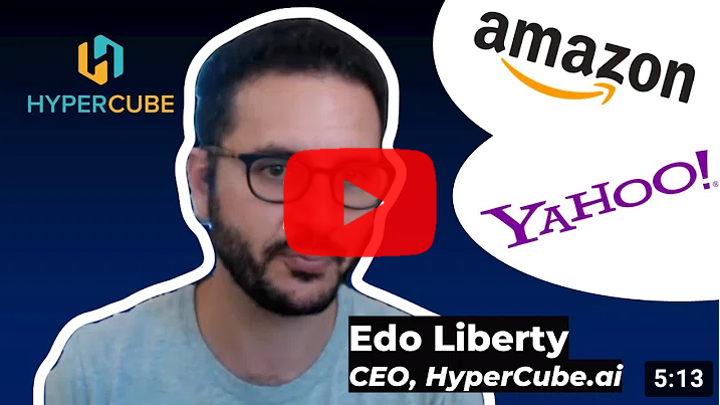 HYPERCUBE
amazon
YAHOO!
®
Edo Liberty
CEO, HyperCube.ai
5:13